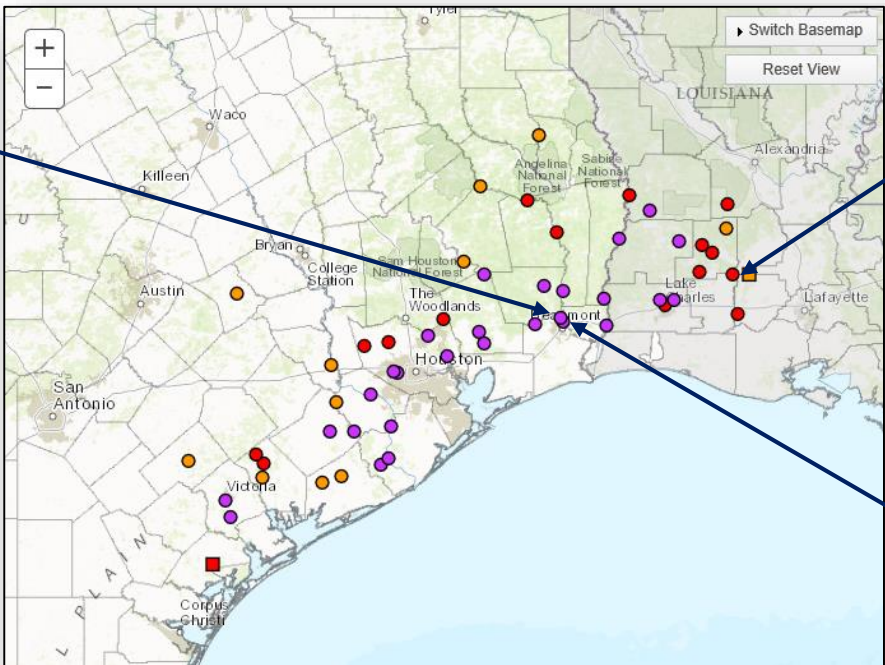 Tyler
+
−
Switch Basemap
Reset View
LOUISIANA
Waco
Alexandria
Killeen
Angelina
National
Forest
Sabine
National
Forest
Bryan
College
Station
Sam Houston
National Forest
Austin
The
Woodlands
Lake
Charles
Lafayette
Beaumont
Houston
San
Antonio
Victoria
L PLAIN
Corpus
Christi